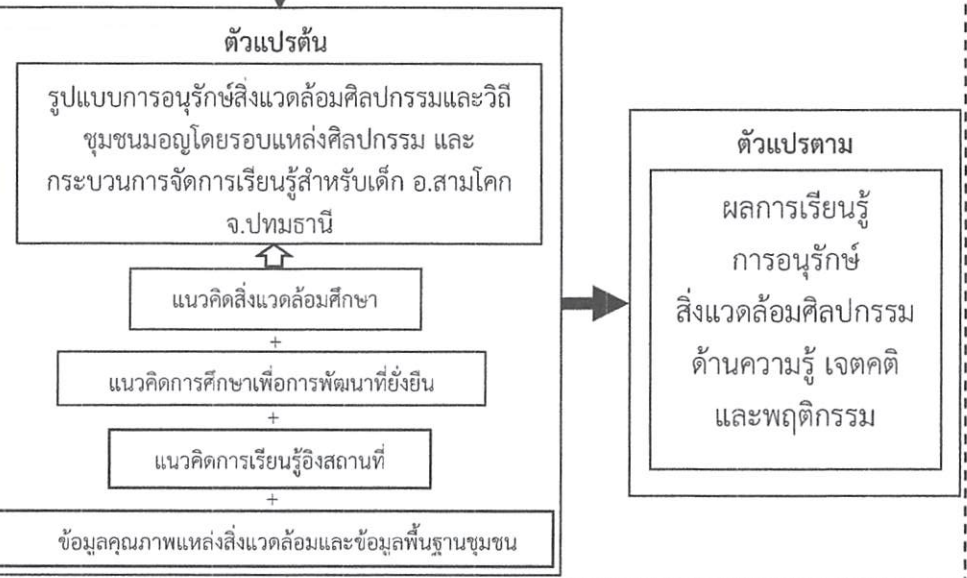 ตัวแปรต้น
รูปแบบการอนุรักษ์สิ่งแวดล้อมศิลปกรรมและวิถี
ชุมชนมอญโดยรอบแหล่งศิลปกรรม และ
กระบวนการจัดการเรียนรู้สำหรับเด็ก อ.สามโคก
จ.ปทุมธานี
แนวคิดสิ่งแวดล้อมศึกษา
+
แนวคิดการศึกษาเพื่อการพัฒนาที่ยั่งยืน
+
แนวคิดการเรียนรู้อิงสถานที่
+
ข้อมูลคุณภาพแหล่งสิ่งแวดล้อมและข้อมูลพื้นฐานชุมชน
ตัวแปรตาม
ผลการเรียนรู้
การอนุรักษ์
สิ่งแวดล้อมศิลปกรรม
ด้านความรู้ เจตคติ
และพฤติกรรม